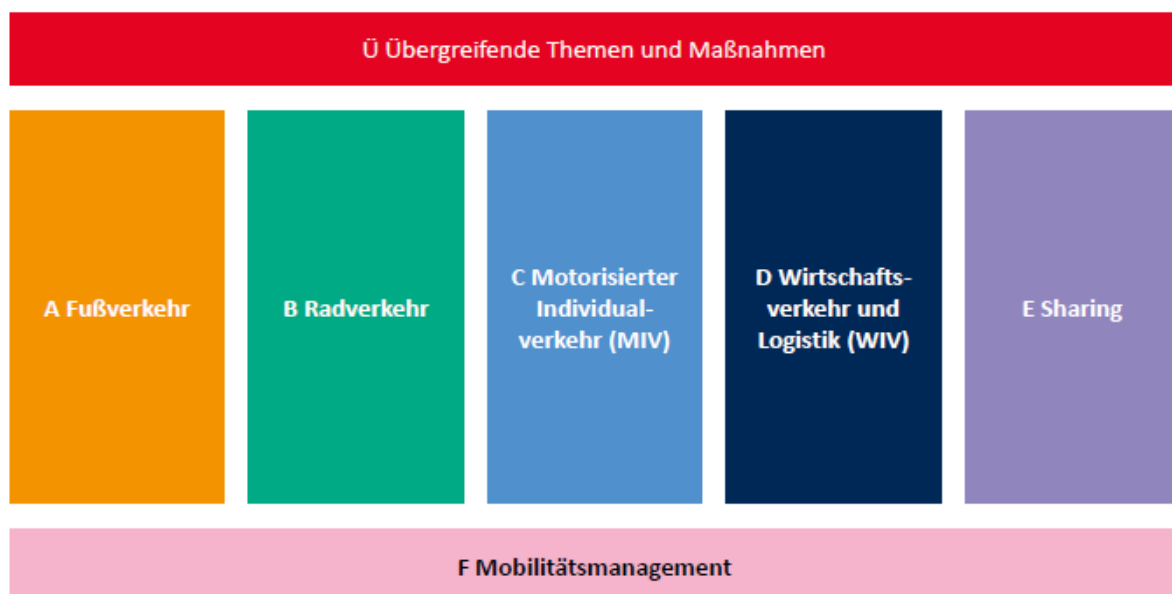 Ü Übergreifende Themen und Maßnahmen
A Fußverkehr
B Radverkehr
C Motorisierter
Individual-
verkehr (MIV)
D Wirtschafts-
verkehr und
Logistik (WIV)
E Sharing
F Mobilitätsmanagement